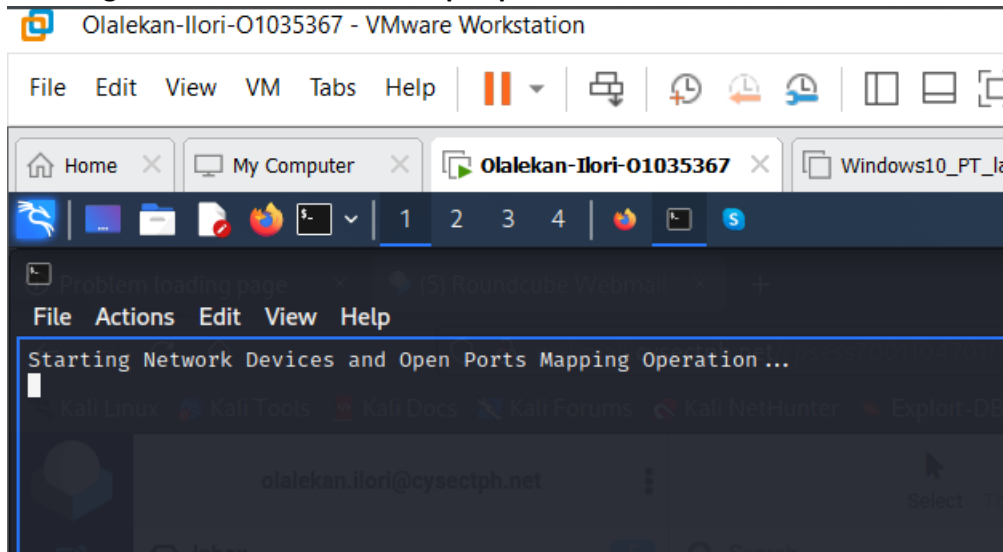 Olalekan-Ilori-O1035367 - VMware Workstation
File Edit View VM Tabs Help
Home My Computer Olalekan-Ilori-O1035367 Windows10_PT_la
1 2 3 4
Problem loading page (5) Roundcube Webmail
File Actions Edit View Help
Starting Network Devices and Open Ports Mapping Operation ...
Kali Linux Kali Tools Kali Docs Kali Forums Kali NetHunter Exploit-DB
olalekan.ilori@cysectph.net
Select